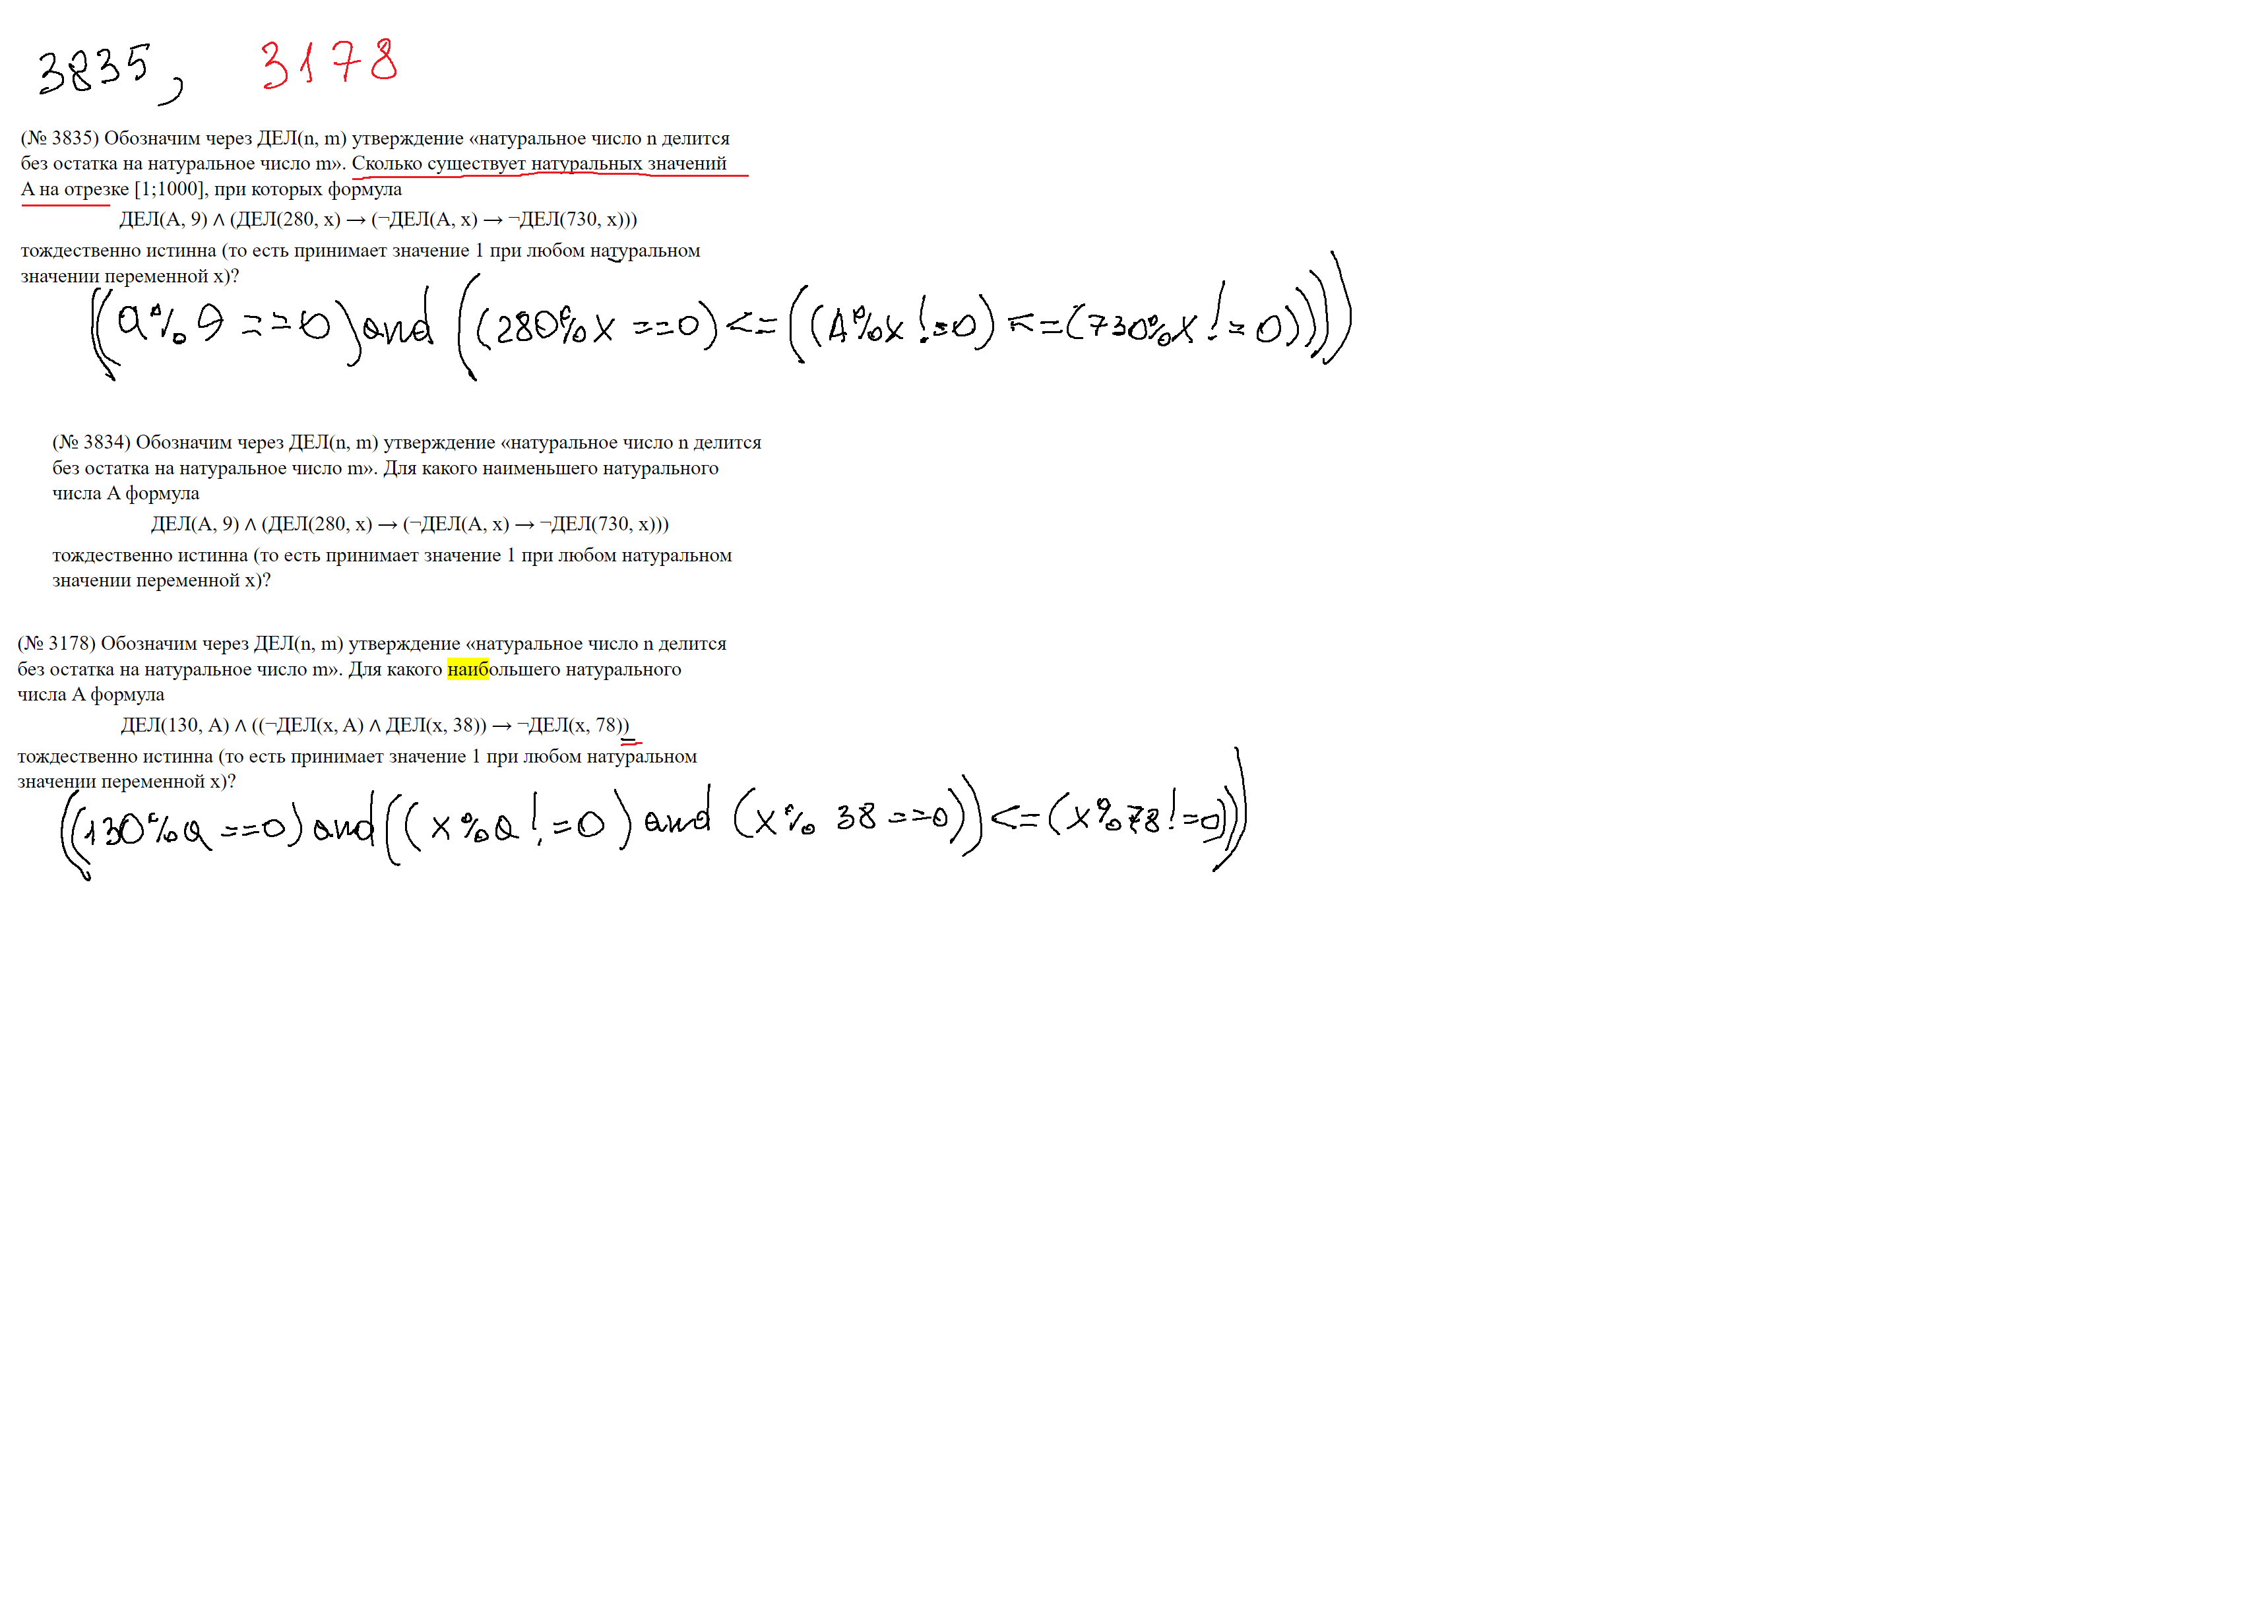 3835, 3178
(№ 3835) Обозначим через ДЕЛ(n, m) утверждение «натуральное число n делится
без остатка на натуральное число m». Сколько существует натуральных значений
A на отрезке [1;1000], при которых формула
ДЕЛ(A, 9) ∧ (ДЕЛ(280, x) → (¬ДЕЛ(A, x) → ¬ДЕЛ(730, x)))
тождественно истинна (то есть принимает значение 1 при любом натуральном
значении переменной x)?
((a%9==0)and((280%x==0)<=((A%x!=0)<=(730%x!=0))))
(№ 3834) Обозначим через ДЕЛ(n, m) утверждение «натуральное число n делится
без остатка на натуральное число m». Для какого наименьшего натурального
числа A формула
ДЕЛ(A, 9) ∧ (ДЕЛ(280, x) → (¬ДЕЛ(A, x) → ¬ДЕЛ(730, x)))
тождественно истинна (то есть принимает значение 1 при любом натуральном
значении переменной x)?
(№ 3178) Обозначим через ДЕЛ(n, m) утверждение «натуральное число n делится
без остатка на натуральное число m». Для какого наибольшего натурального
числа A формула
ДЕЛ(130, A) ∧ ((¬ДЕЛ(x, A) ∧ ДЕЛ(x, 38)) → ¬ДЕЛ(x, 78))
тождественно истинна (то есть принимает значение 1 при любом натуральном
значении переменной x)?
((130%a==0)and((x%a!=0)and(x%38==0))<=(x%78!=0)))